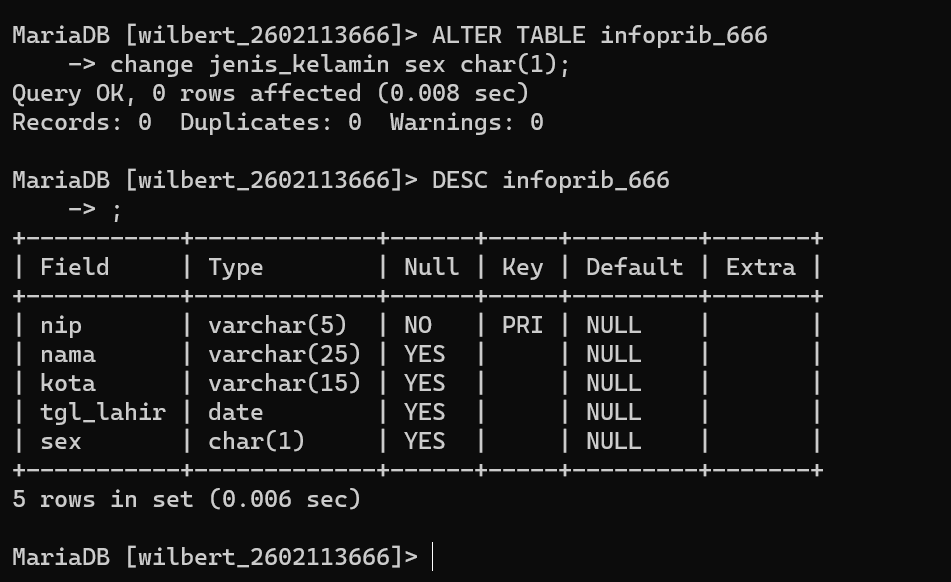 MariaDB [wilbert_2602113666]> ALTER TABLE infoprib_666
    -> change jenis_kelamin sex char(1);
Query OK, 0 rows affected (0.008 sec)
Records: 0  Duplicates: 0  Warnings: 0

MariaDB [wilbert_2602113666]> DESC infoprib_666
    -> ;
+-----------+-------------+------+-----+---------+-------+
| Field     | Type        | Null | Key | Default | Extra |
+-----------+-------------+------+-----+---------+-------+
| nip       | varchar(5)  | NO   | PRI | NULL    |       |
| nama      | varchar(25) | YES  |     | NULL    |       |
| kota      | varchar(15) | YES  |     | NULL    |       |
| tgl_lahir | date        | YES  |     | NULL    |       |
| sex       | char(1)     | YES  |     | NULL    |       |
+-----------+-------------+------+-----+---------+-------+
5 rows in set (0.006 sec)

MariaDB [wilbert_2602113666]>